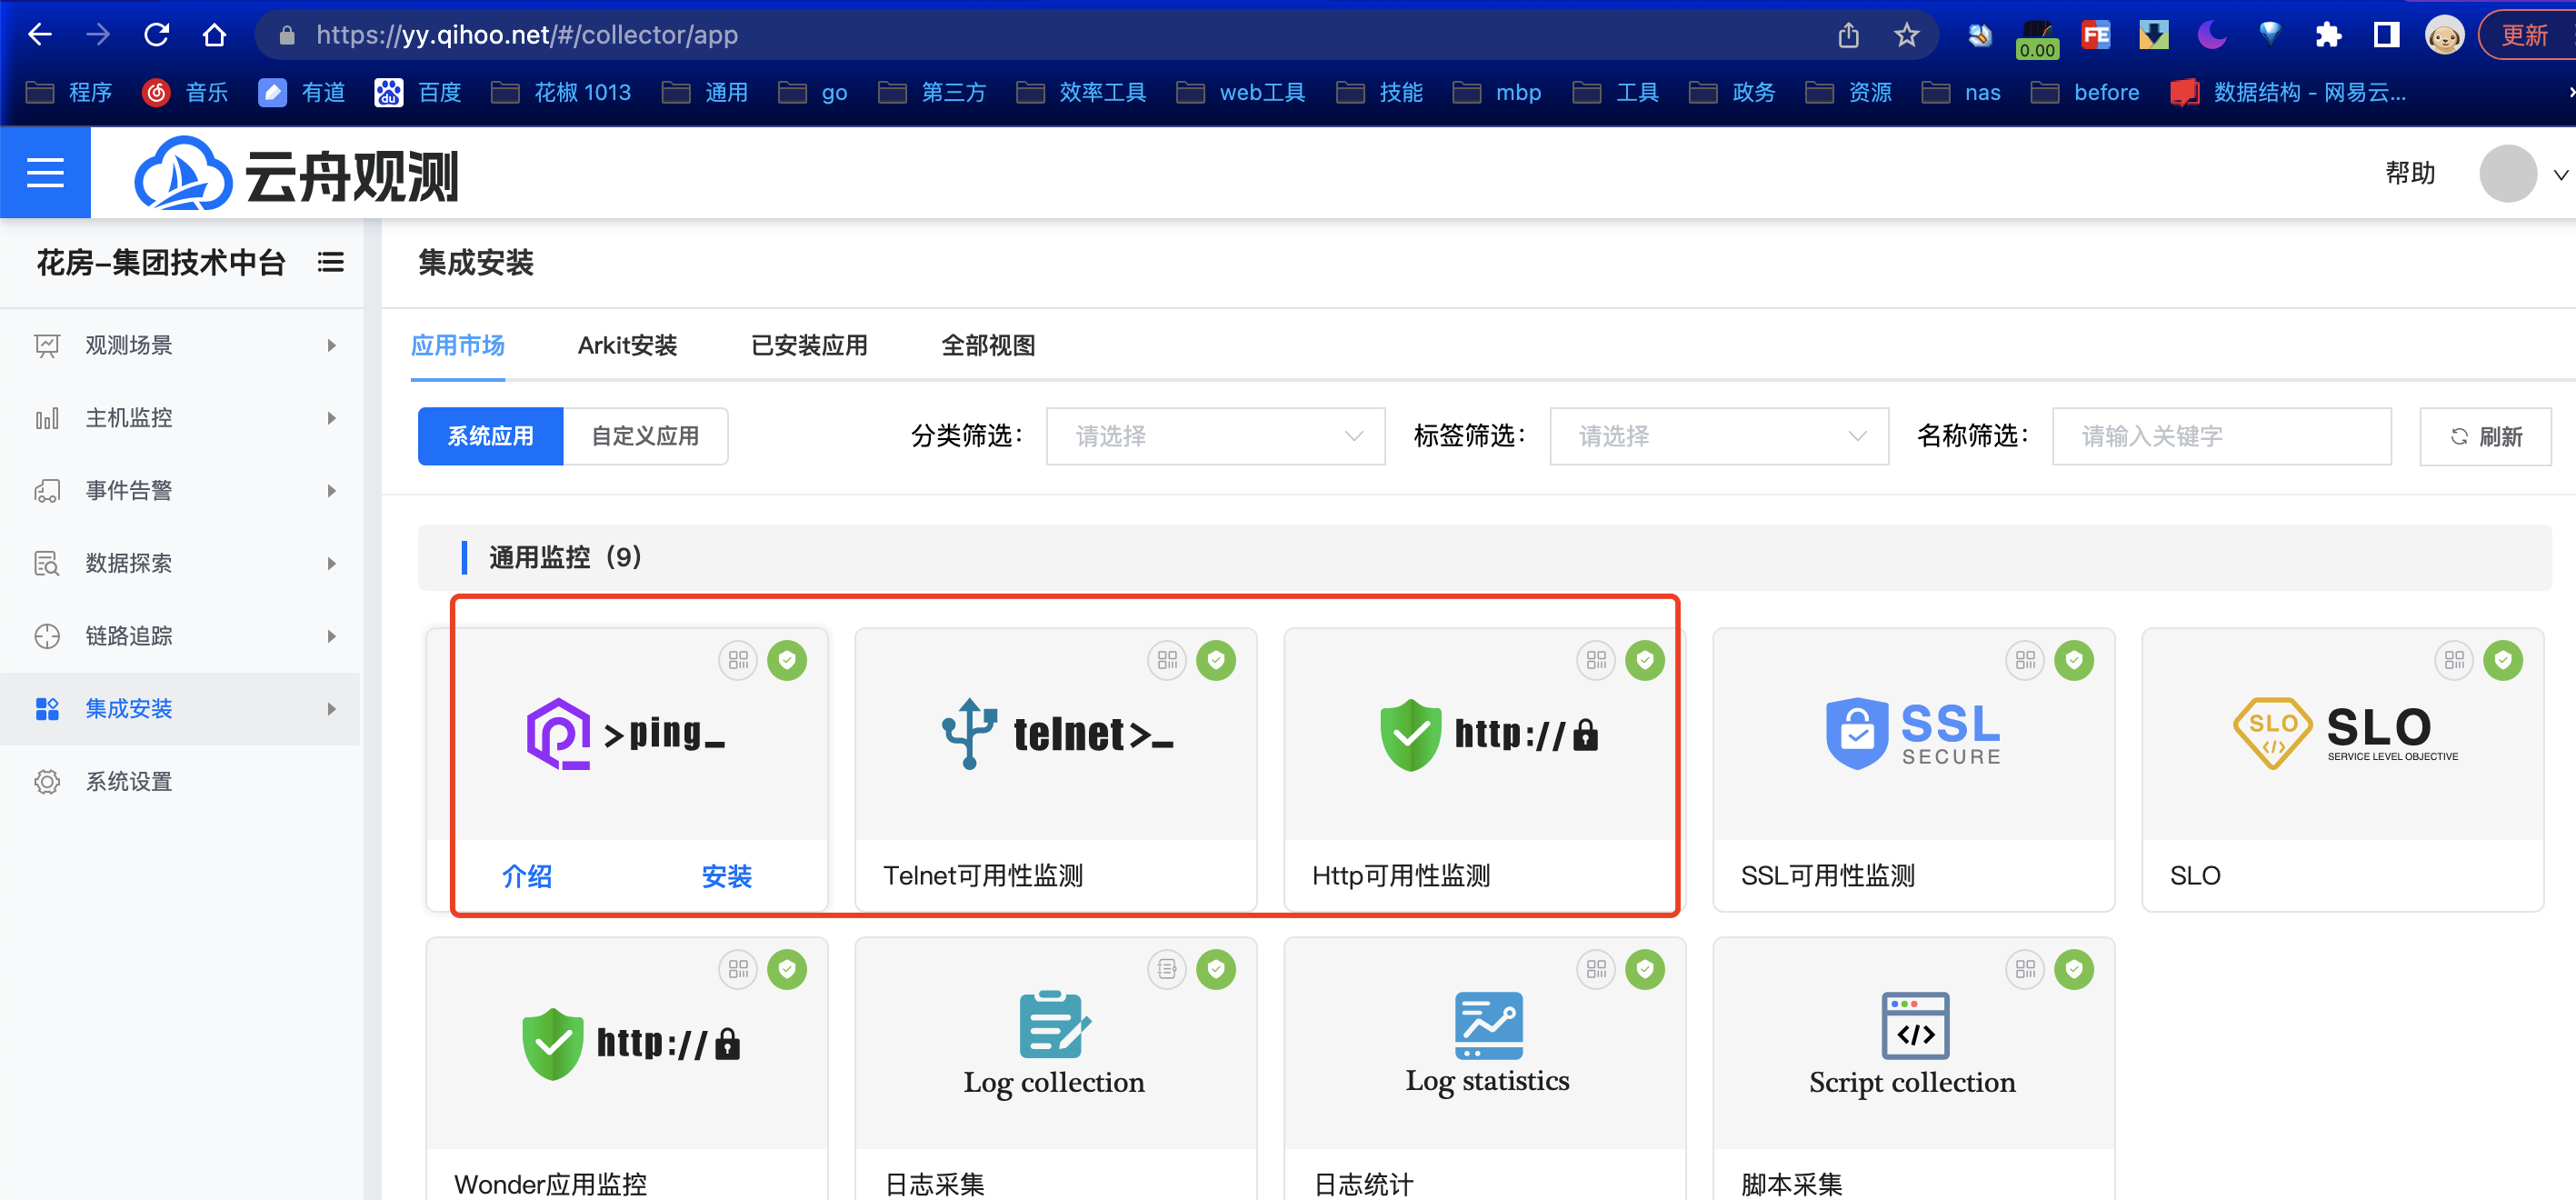 https://yy.qihoo.net/#/collector/app
0.00
FE
更新
程序
音乐
有道
du
百度
花椒 1013
通用
go
第三方
效率工具
web工具
技能
mbp
工具
政务
资源
nas
before
数据结构 - 网易云...
云舟观测
帮助
花房–集团技术中台
集成安装
观测场景
主机监控
事件告警
数据探索
链路追踪
集成安装
系统设置
应用市场
Arkit安装
已安装应用
全部视图
系统应用
自定义应用
分类筛选：
请选择
标签筛选：
请选择
名称筛选：
请输入关键字
刷新
通用监控（9）
>ping_
telnet>_
http://
SSL
SECURE
SLO
</>
SLO
SERVICE LEVEL OBJECTIVE
介绍
安装
Telnet可用性监测
Http可用性监测
SSL可用性监测
SLO
http://
Log collection
Log statistics
</>
Script collection
Wonder应用监控
日志采集
日志统计
脚本采集